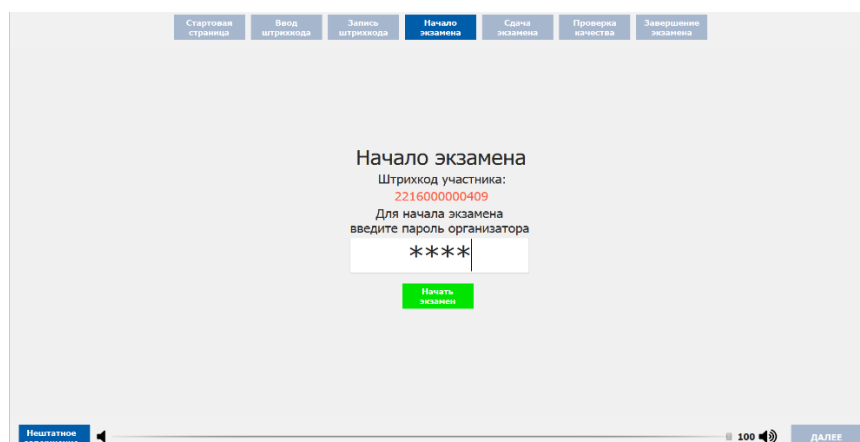 Стартовая страница
Ввод штрихкода
Запись штрихкода
Начало экзамена
Сдача экзамена
Проверка качества
Завершение экзамена
Начало экзамена
Штрихкод участника:
2216000000409
Для начала экзамена
введите пароль организатора
****
Начать
экзамен
Нештатное
100
ДАЛЕЕ